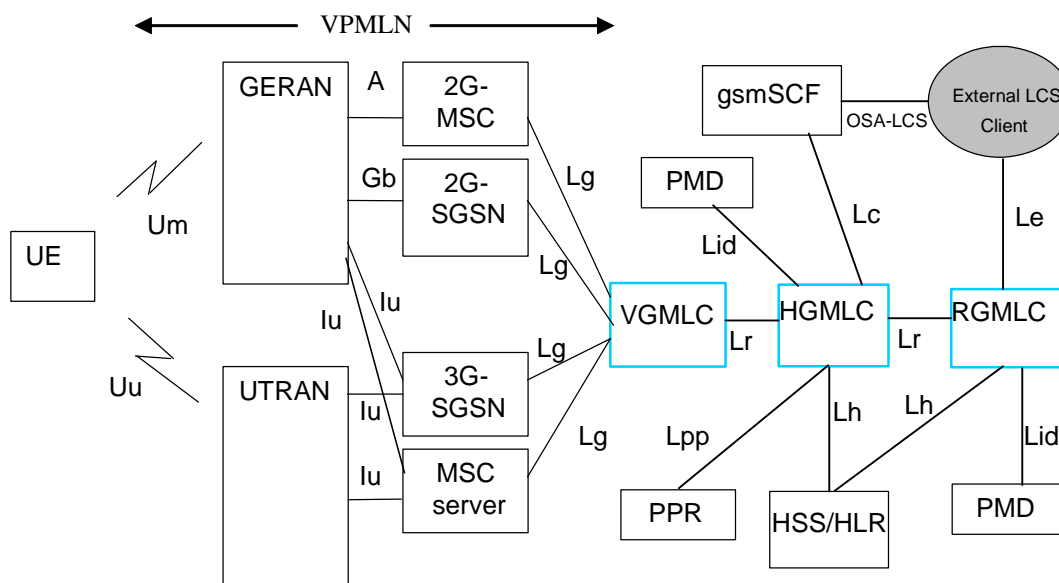 VPMLN
GERAN
A
2G-
MSC
gsmSCF
OSA-LCS
External LCS
Client
Gb
2G-
SGSN
Lg
PMD
Lc
Le
Um
UE
Lid
Lg
Iu
Iu
VGMLC
Lr
HGMLC
Lr
RGMLC
Uu
UTRAN
Iu
3G-
SGSN
Lg
Lg
Iu
MSC
server
Lpp
Lh
Lh
Lid
PPR
HSS/HLR
PMD